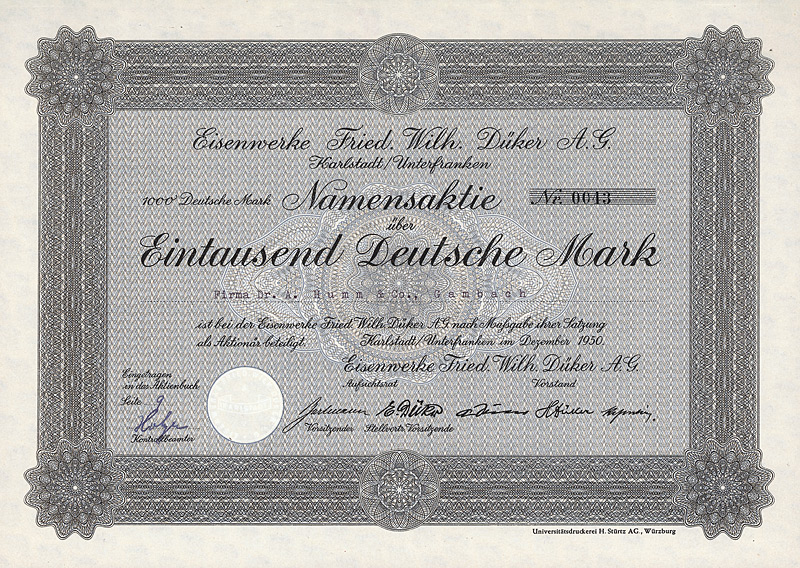 Eisenwerke Fried. Wilh. Düker A.G.
Karlstadt/Unterfranken
1000 Deutsche Mark Namensaktie Nr. 0013
über
Eintausend Deutsche Mark
Firma Dr. A. Humm & Co., Gambach
ist bei der Eisenwerke Fried. Wilh. Düker A.G. nach Maßgabe ihrer Satzung
als Aktionär beteiligt. Karlstadt/Unterfranken im Dezember 1950.
Eisenwerke Fried. Wilh. Düker A.G.
Aufsichtsrat Vorstand
Eingetragen
in das Aktienbuch
Seite 9
Vorsitzender Stellvertr. Vorsitzende
Kontrollbeamter
Universitätsdruckerei H. Stürtz AG., Würzburg